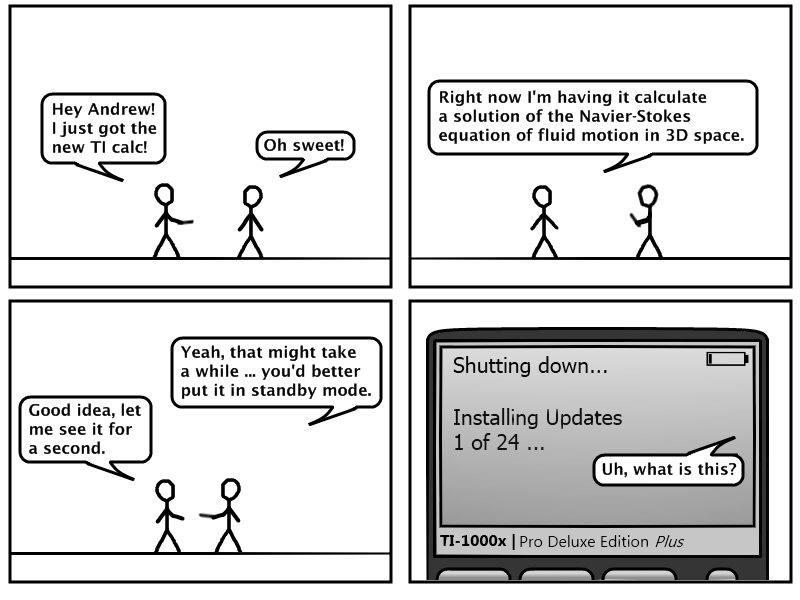 Hey Andrew!
I just got the
new TI calc!
Oh sweet!
Right now I'm having it calculate
a solution of the Navier-Stokes
equation of fluid motion in 3D space.
Yeah, that might take
a while ... you'd better
put it in standby mode.
Good idea, let
me see it for
a second.
Shutting down...
Installing Updates
1 of 24 ...
Uh, what is this?
TI-1000x | Pro Deluxe Edition Plus